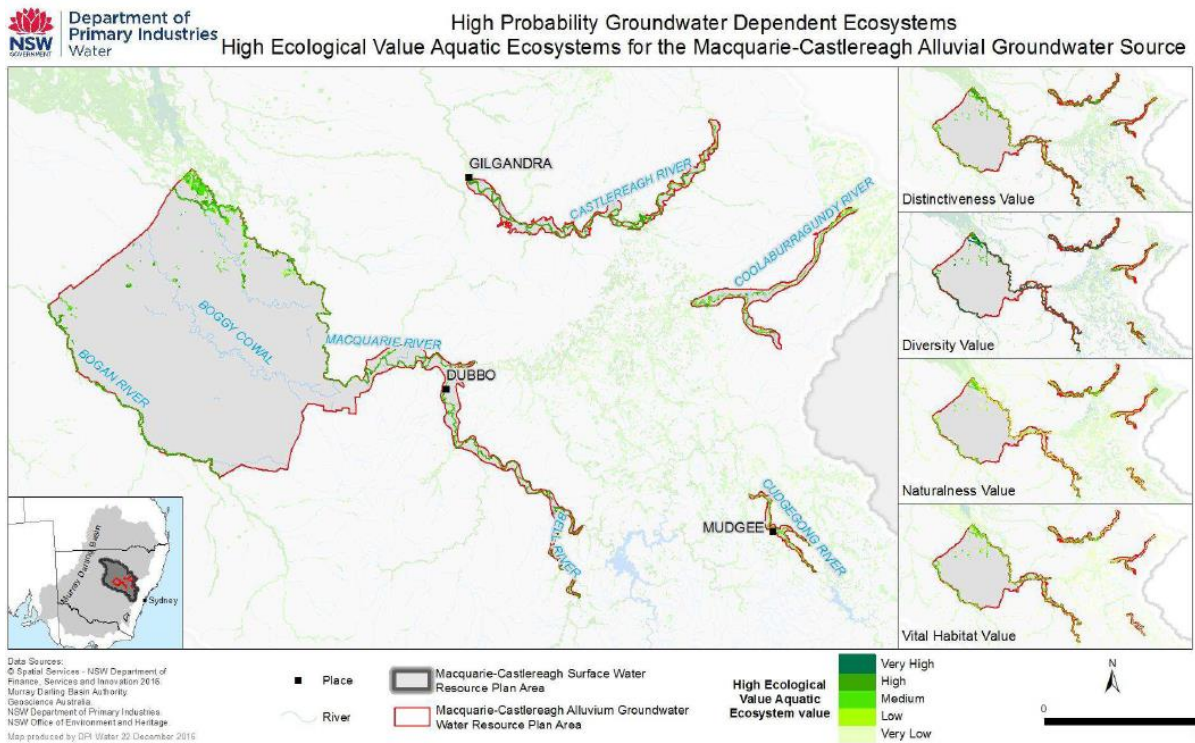 NSW
GOVERNMENT
Department of
Primary Industries
Water
High Probability Groundwater Dependent Ecosystems
High Ecological Value Aquatic Ecosystems for the Macquarie-Castlereagh Alluvial Groundwater Source
GILGANDRA
CASTLEREAGH RIVER
COOLABURRAGUNDY RIVER
BOGGY COWAL
BOGAN RIVER
MACQUARIE RIVER
DUBBO
BELL RIVER
MUDGEE
CUDGEGONG RIVER
Distinctiveness Value
Diversity Value
Naturalness Value
Vital Habitat Value
Murray Darling Basin
Sydney
Data Sources:
© Spatial Services - NSW Department of
Finance, Services and Innovation 2016.
Murray Darling Basin Authority.
Geoscience Australia.
NSW Department of Primary Industries.
NSW Office of Environment and Heritage
Map produced by DPI Water 22 December 2016
Place
River
Macquarie-Castlereagh Surface Water
Resource Plan Area
Macquarie-Castlereagh Alluvium Groundwater
Water Resource Plan Area
High Ecological
Value Aquatic
Ecosystem value
Very High
High
Medium
Low
Very Low
N
0